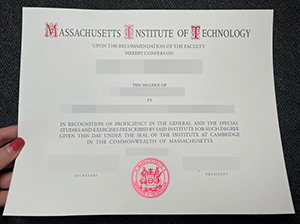 MASSACHUSETTS INSTITUTE OF TECHNOLOGY
UPON THE RECOMMENDATION OF THE FACULTY
HEREBY CONFERS ON
THE DEGREE OF
IN
IN RECOGNITION OF PROFICIENCY IN THE GENERAL AND THE SPECIAL
STUDIES AND EXERCISES PRESCRIBED BY SAID INSTITUTE FOR SUCH DEGREE
GIVEN THIS DAY UNDER THE SEAL OF THE INSTITUTE AT CAMBRIDGE
IN THE COMMONWEALTH OF MASSACHUSETTS
SECRETARY
PRESIDENT